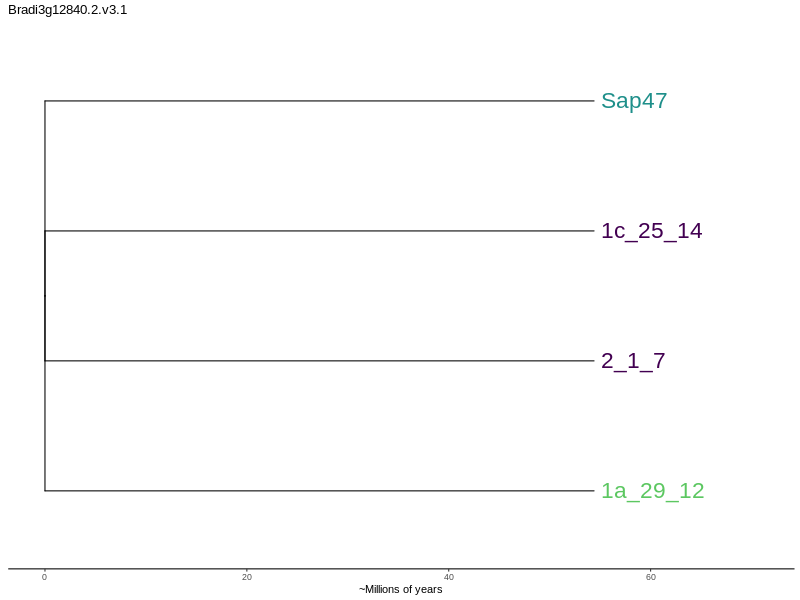 Bradi3g12840.2.v3.1
Sap47
1c_25_14
2_1_7
1a_29_12
0 20 40 60
~Millions of years